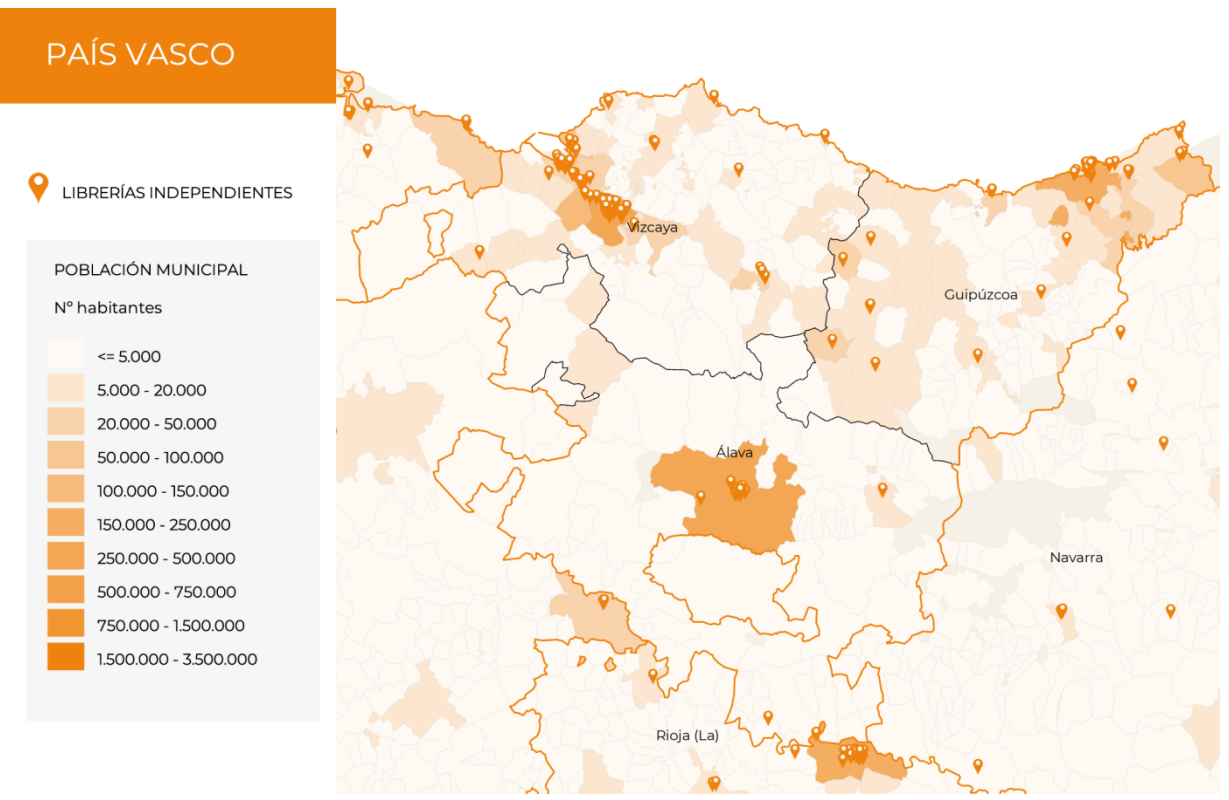 PAÍS VASCO
LIBRERÍAS INDEPENDIENTES
POBLACIÓN MUNICIPAL
Nº habitantes
<= 5.000
5.000 - 20.000
20.000 - 50.000
50.000 - 100.000
100.000 - 150.000
150.000 - 250.000
250.000 - 500.000
500.000 - 750.000
750.000 - 1.500.000
1.500.000 - 3.500.000
Vizcaya
Guipúzcoa
Álava
Navarra
Rioja (La)